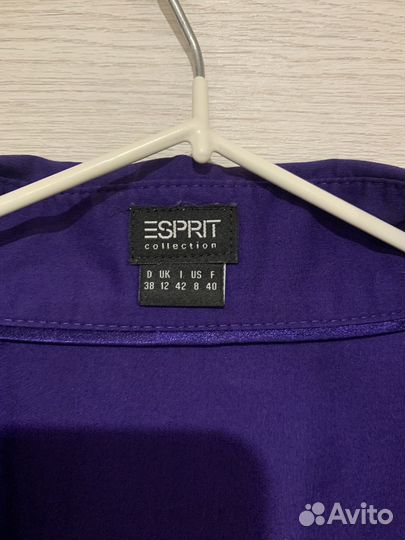 ESPRIT
collection
D UK I US F
38 12 42 8 40
Avito